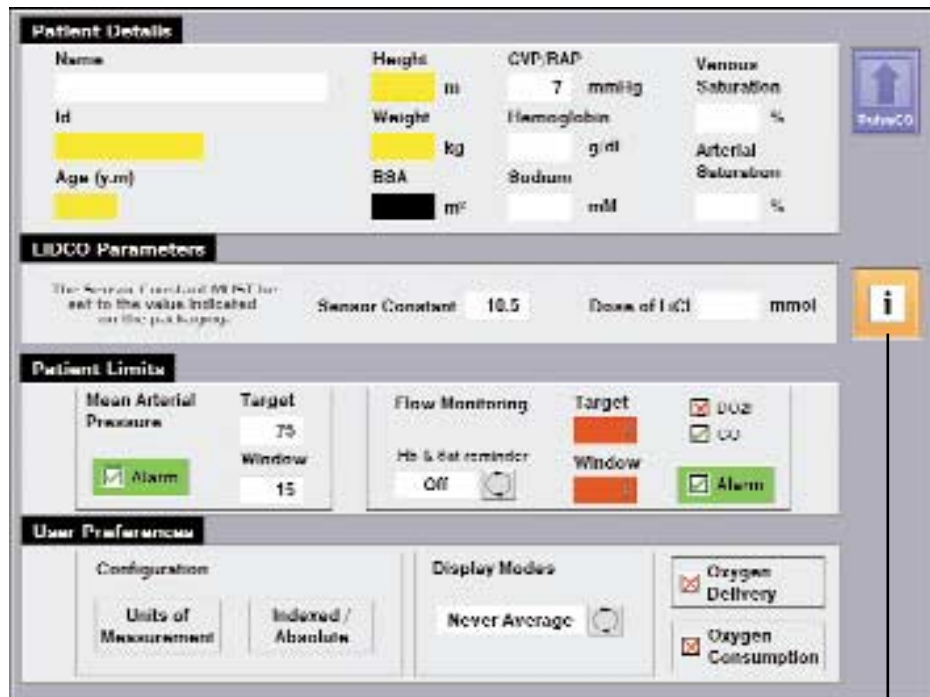 Patient Details
Name
Height
CVP/RAP
Venous
Saturation
m
7 mmHg
%
Id
Weight
Hemoglobin
kg
g/dl
Arterial
Saturation
Age (y.m)
BSA
Sodium
m²
mM
%
PulseCO
LIDCO Parameters
The Sensor Constant MUST be
set to the value indicated
on the packaging.
Sensor Constant 10.5
Dose of LiCl mmol
i
Patient Limits
Mean Arterial
Pressure
Target
75
Window
15
Alarm
Flow Monitoring
Target
DO2I
CO
Hb & Sat reminder
Off
Window
Alarm
User Preferences
Configuration
Units of
Measurement
Indexed /
Absolute
Display Modes
Never Average
Oxygen
Delivery
Oxygen
Consumption